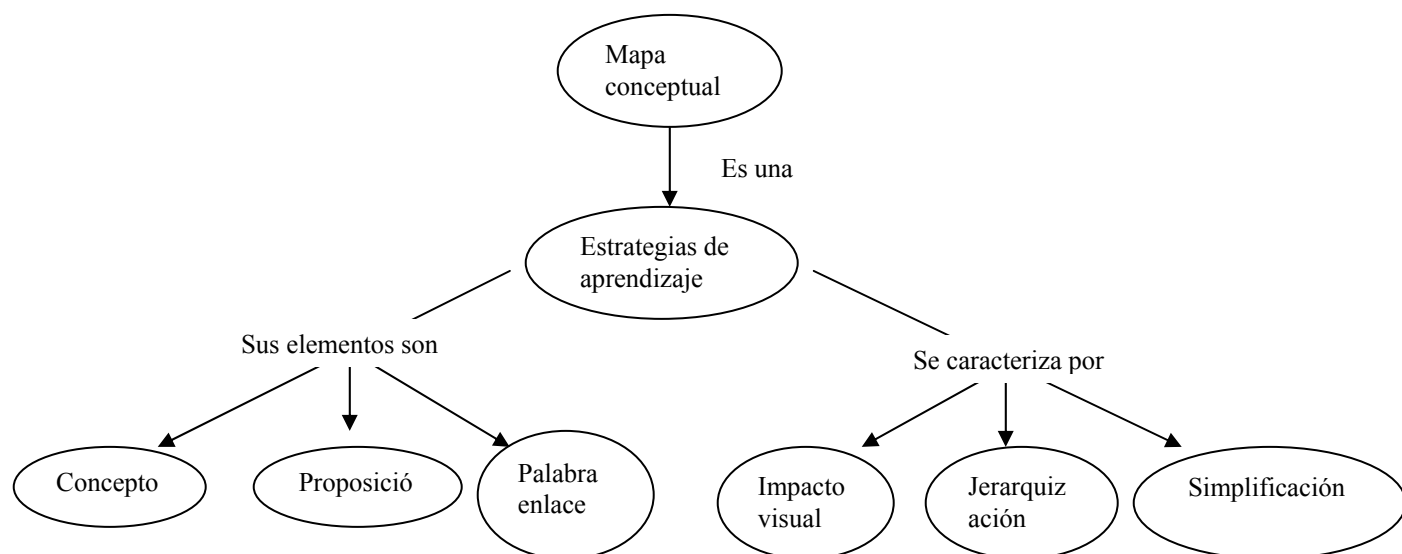 Mapa
conceptual
Es una
Estrategias de
aprendizaje
Sus elementos son
Se caracteriza por
Concepto
Proposició
Palabra
enlace
Impacto
visual
Jerarquiz
ación
Simplificación